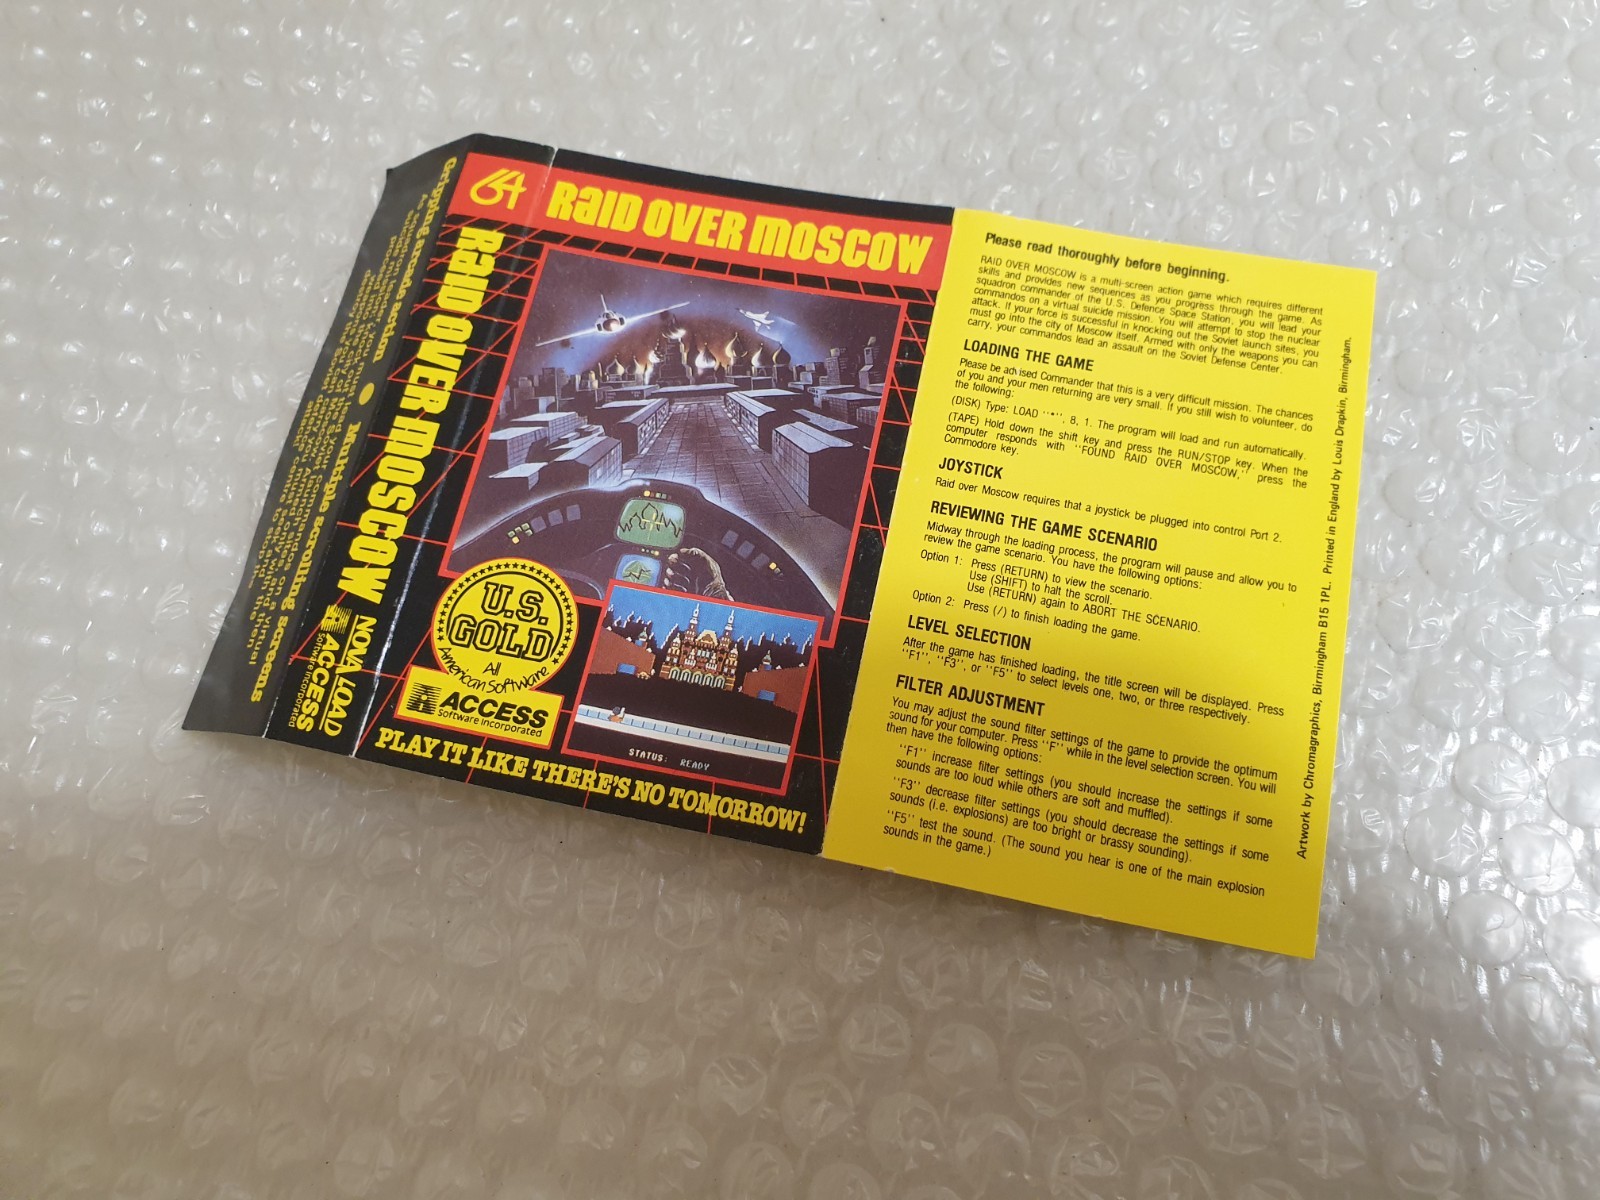 Gripping arcade action ● Multiple scrolling screens
64
RAID OVER MOSCOW
NOVA LOAD
ACCESS
Software Incorporated
RAID OVER MOSCOW
U.S.
GOLD
All
American Software
ACCESS
Software Incorporated
STATUS: READY
PLAY IT LIKE THERE'S NO TOMORROW!
Please read thoroughly before beginning.
RAID OVER MOSCOW is a multi-screen action game which requires different
skills and provides new sequences as you progress through the game. As
squadron commander of the U.S. Defence Space Station, you will lead your
commandos on a virtual suicide mission. You will attempt to stop the nuclear
attack. If your force is successful in knocking out the Soviet launch sites, you
must go into the city of Moscow itself. Armed with only the weapons you can
carry, your commandos lead an assault on the Soviet Defense Center.
LOADING THE GAME
Please be advised Commander that this is a very difficult mission. The chances
of you and your men returning are very small. If you still wish to volunteer, do
the following:
(DISK) Type: LOAD "*", 8, 1. The program will load and run automatically.
(TAPE) Hold down the shift key and press the RUN/STOP key. When the
computer responds with "FOUND RAID OVER MOSCOW," press the
Commodore key.
JOYSTICK
Raid over Moscow requires that a joystick be plugged into control Port 2.
REVIEWING THE GAME SCENARIO
Midway through the loading process, the program will pause and allow you to
review the game scenario. You have the following options:
Option 1: Press (RETURN) to view the scenario.
Use (SHIFT) to halt the scroll.
Use (RETURN) again to ABORT THE SCENARIO.
Option 2: Press (/) to finish loading the game.
LEVEL SELECTION
After the game has finished loading, the title screen will be displayed. Press
"F1", "F3", or "F5" to select levels one, two, or three respectively.
FILTER ADJUSTMENT
You may adjust the sound filter settings of the game to provide the optimum
sound for your computer. Press "F" while in the level selection screen. You will
then have the following options:
"F1" increase filter settings (you should increase the settings if some
sounds are too loud while others are soft and muffled).
"F3" decrease filter settings (you should decrease the settings if some
sounds (i.e. explosions) are too bright or brassy sounding).
"F5" test the sound. (The sound you hear is one of the main explosion
sounds in the game.)
Artwork by Chromagraphics, Birmingham B15 1PL. Printed in England by Louis Drapkin, Birmingham.